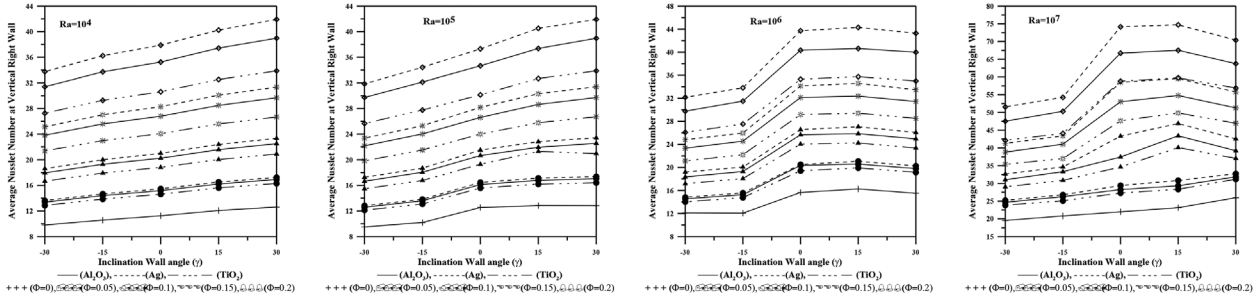 Ra=10⁴
Average Nusslet Number at Vertical Right Wall
44
40
36
32
28
24
20
16
12
8
-30 -15 0 15 30
Inclination Wall angle (γ)
(Al₂O₃), (Ag), (TiO₂)
+++ (Φ=0), (Φ=0.05), (Φ=0.1), (Φ=0.15), (Φ=0.2)
Ra=10⁵
Average Nusslet Number at Vertical Right Wall
44
40
36
32
28
24
20
16
12
8
-30 -15 0 15 30
Inclination Wall angle (γ)
(Al₂O₃), (Ag), (TiO₂)
+++ (Φ=0), (Φ=0.05), (Φ=0.1), (Φ=0.15), (Φ=0.2)
Ra=10⁶
Average Nusslet Number at Vertical Right Wall
48
44
40
36
32
28
24
20
16
12
8
-30 -15 0 15 30
Inclination Wall angle (γ)
(Al₂O₃), (Ag), (TiO₂)
+++ (Φ=0), (Φ=0.05), (Φ=0.1), (Φ=0.15), (Φ=0.2)
Ra=10⁷
Average Nusslet Number at Vertical Right Wall
80
75
70
65
60
55
50
45
40
35
30
25
20
15
-30 -15 0 15 30
Inclination Wall angle (γ)
(Al₂O₃), (Ag), (TiO₂)
+++ (Φ=0), (Φ=0.05), (Φ=0.1), (Φ=0.15), (Φ=0.2)